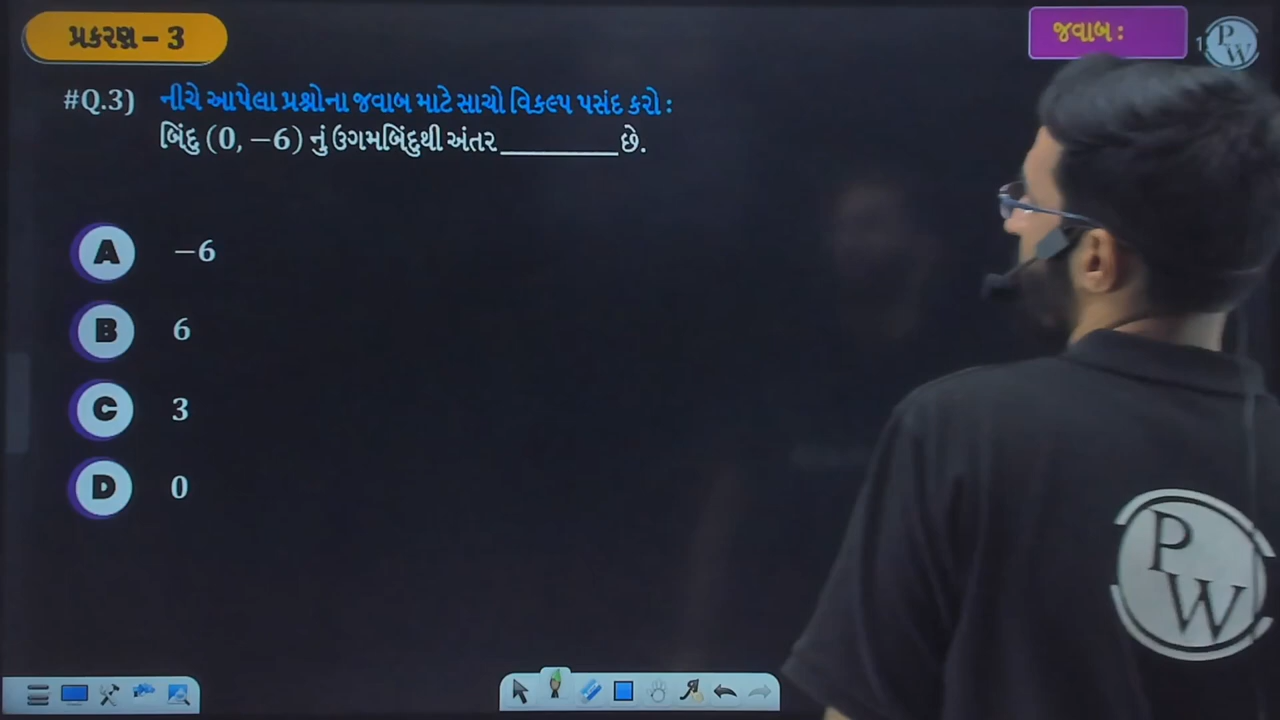 પ્રકરણ – 3
જવાબ :
P
W
#Q.3) નીચે આપેલા પ્રશ્નોના જવાબ માટે સાચો વિકલ્પ પસંદ કરો :
બિંદુ (0, −6) નું ઉગમબિંદુથી અંતર ________ છે.
A −6
B 6
C 3
D 0
P
W